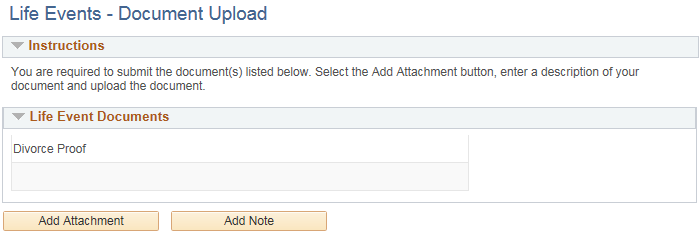 Life Events - Document Upload
Instructions
You are required to submit the document(s) listed below. Select the Add Attachment button, enter a description of your
document and upload the document.
Life Event Documents
Divorce Proof
Add Attachment Add Note